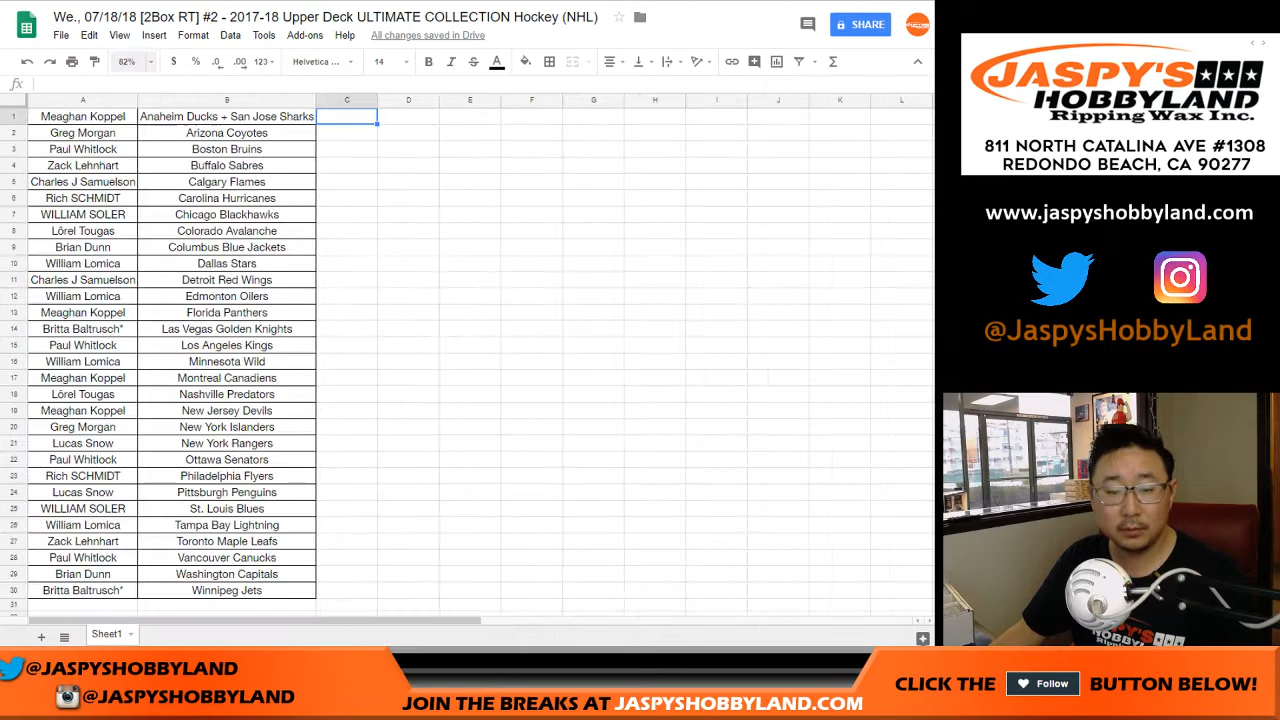 We., 07/18/18 [2Box RT] #2 - 2017-18 Upper Deck ULTIMATE COLLECTION Hockey (NHL)
File Edit View Insert Format Data Tools Add-ons Help All changes saved in Drive
SHARE
82% $ % .0 .00 123 Helvetica ... 14 B I S A
fx
A B C D E F G H I J K L
1 Meaghan Koppel Anaheim Ducks + San Jose Sharks
2 Greg Morgan Arizona Coyotes
3 Paul Whitlock Boston Bruins
4 Zack Lehnhart Buffalo Sabres
5 Charles J Samuelson Calgary Flames
6 Rich SCHMIDT Carolina Hurricanes
7 WILLIAM SOLER Chicago Blackhawks
8 Lôrel Tougas Colorado Avalanche
9 Brian Dunn Columbus Blue Jackets
10 William Lomica Dallas Stars
11 Charles J Samuelson Detroit Red Wings
12 William Lomica Edmonton Oilers
13 Meaghan Koppel Florida Panthers
14 Britta Baltrusch* Las Vegas Golden Knights
15 Paul Whitlock Los Angeles Kings
16 William Lomica Minnesota Wild
17 Meaghan Koppel Montreal Canadiens
18 Lôrel Tougas Nashville Predators
19 Meaghan Koppel New Jersey Devils
20 Greg Morgan New York Islanders
21 Lucas Snow New York Rangers
22 Paul Whitlock Ottawa Senators
23 Rich SCHMIDT Philadelphia Flyers
24 Lucas Snow Pittsburgh Penguins
25 WILLIAM SOLER St. Louis Blues
26 William Lomica Tampa Bay Lightning
27 Zack Lehnhart Toronto Maple Leafs
28 Paul Whitlock Vancouver Canucks
29 Brian Dunn Washington Capitals
30 Britta Baltrusch* Winnipeg Jets
31
Sheet1
JASPY'S
HOBBYLAND
Ripping Wax Inc.
811 NORTH CATALINA AVE #1308
REDONDO BEACH, CA 90277
www.jaspyshobbyland.com
@JaspysHobbyLand
JASPY'S
HOBBYLAND
@JASPYSHOBBYLAND
@JASPYSHOBBYLAND
JOIN THE BREAKS AT JASPYSHOBBYLAND.COM
CLICK THE Follow BUTTON BELOW!